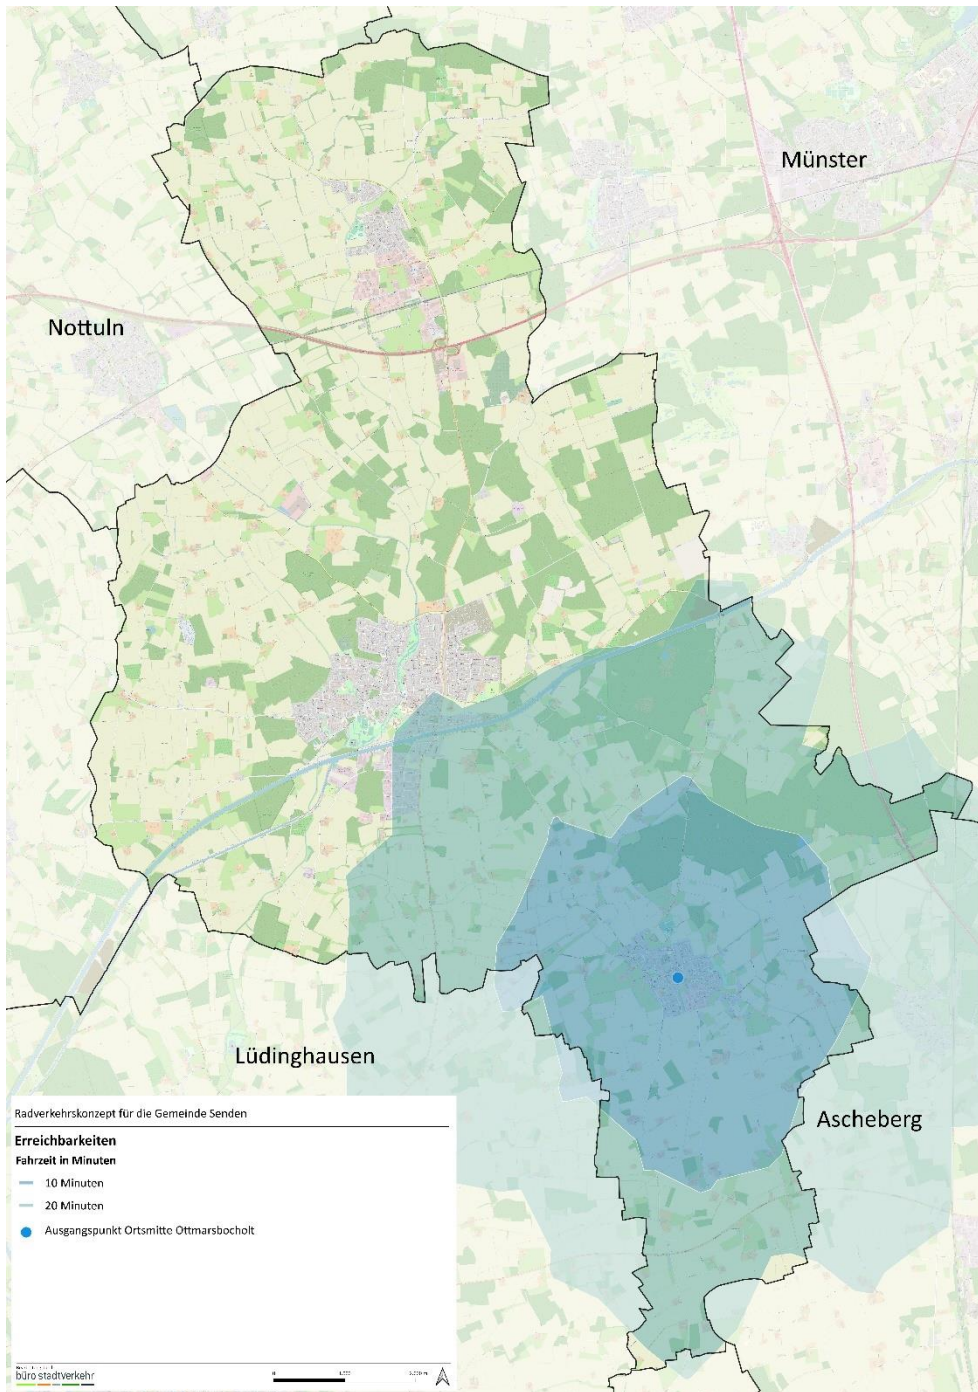 Münster
Nottuln
Lüdinghausen
Ascheberg
Radverkehrskonzept für die Gemeinde Senden
Erreichbarkeiten
Fahrzeit in Minuten
10 Minuten
20 Minuten
Ausgangspunkt Ortsmitte Ottmarsbocholt
büro stadtverkehr
0